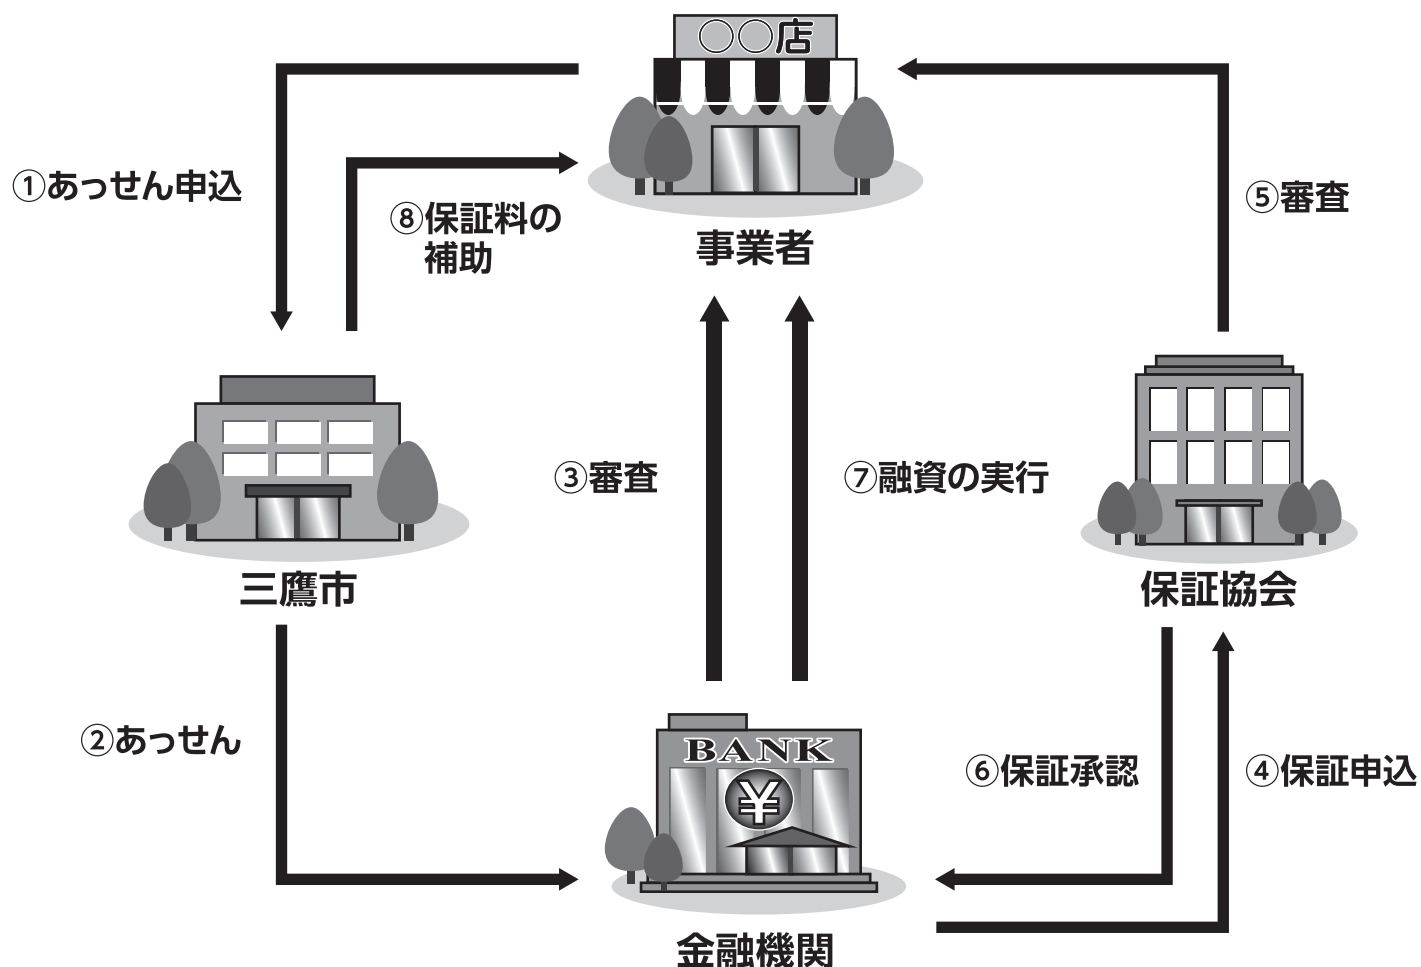 ○○店
①あっせん申込
⑧保証料の
補助
⑤審査
事業者
③審査
⑦融資の実行
三鷹市
保証協会
②あっせん
BANK
¥
⑥保証承認
④保証申込
金融機関